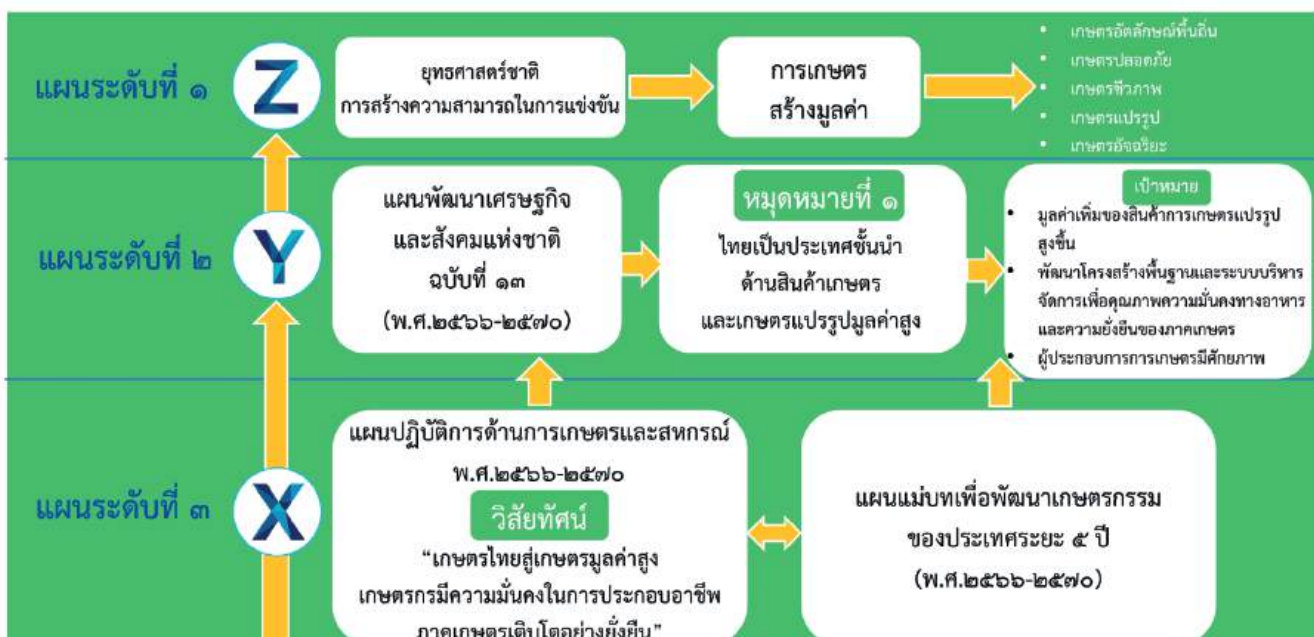 แผนระดับที่ ๑
Z
ยุทธศาสตร์ชาติ
การสร้างความสามารถในการแข่งขัน
การเกษตร
สร้างมูลค่า
• เกษตรอัตลักษณ์พื้นถิ่น
• เกษตรปลอดภัย
• เกษตรชีวภาพ
• เกษตรแปรรูป
• เกษตรอัจฉริยะ
แผนระดับที่ ๒
Y
แผนพัฒนาเศรษฐกิจ
และสังคมแห่งชาติ
ฉบับที่ ๑๓
(พ.ศ.๒๕๖๖-๒๕๗๐)
หมุดหมายที่ ๑
ไทยเป็นประเทศชั้นนำ
ด้านสินค้าเกษตร
และเกษตรแปรรูปมูลค่าสูง
เป้าหมาย
• มูลค่าเพิ่มของสินค้าการเกษตรแปรรูป
สูงขึ้น
• พัฒนาโครงสร้างพื้นฐานและระบบบริหาร
จัดการเพื่อคุณภาพความมั่นคงทางอาหาร
และความยั่งยืนของภาคเกษตร
• ผู้ประกอบการการเกษตรมีศักยภาพ
แผนระดับที่ ๓
X
แผนปฏิบัติการด้านการเกษตรและสหกรณ์
พ.ศ.๒๕๖๖-๒๕๗๐
วิสัยทัศน์
“เกษตรไทยสู่เกษตรมูลค่าสูง
เกษตรกรมีความมั่นคงในการประกอบอาชีพ
ภาคเกษตรเติบโตอย่างยั่งยืน”
แผนแม่บทเพื่อพัฒนาเกษตรกรรม
ของประเทศระยะ ๕ ปี
(พ.ศ.๒๕๖๖-๒๕๗๐)